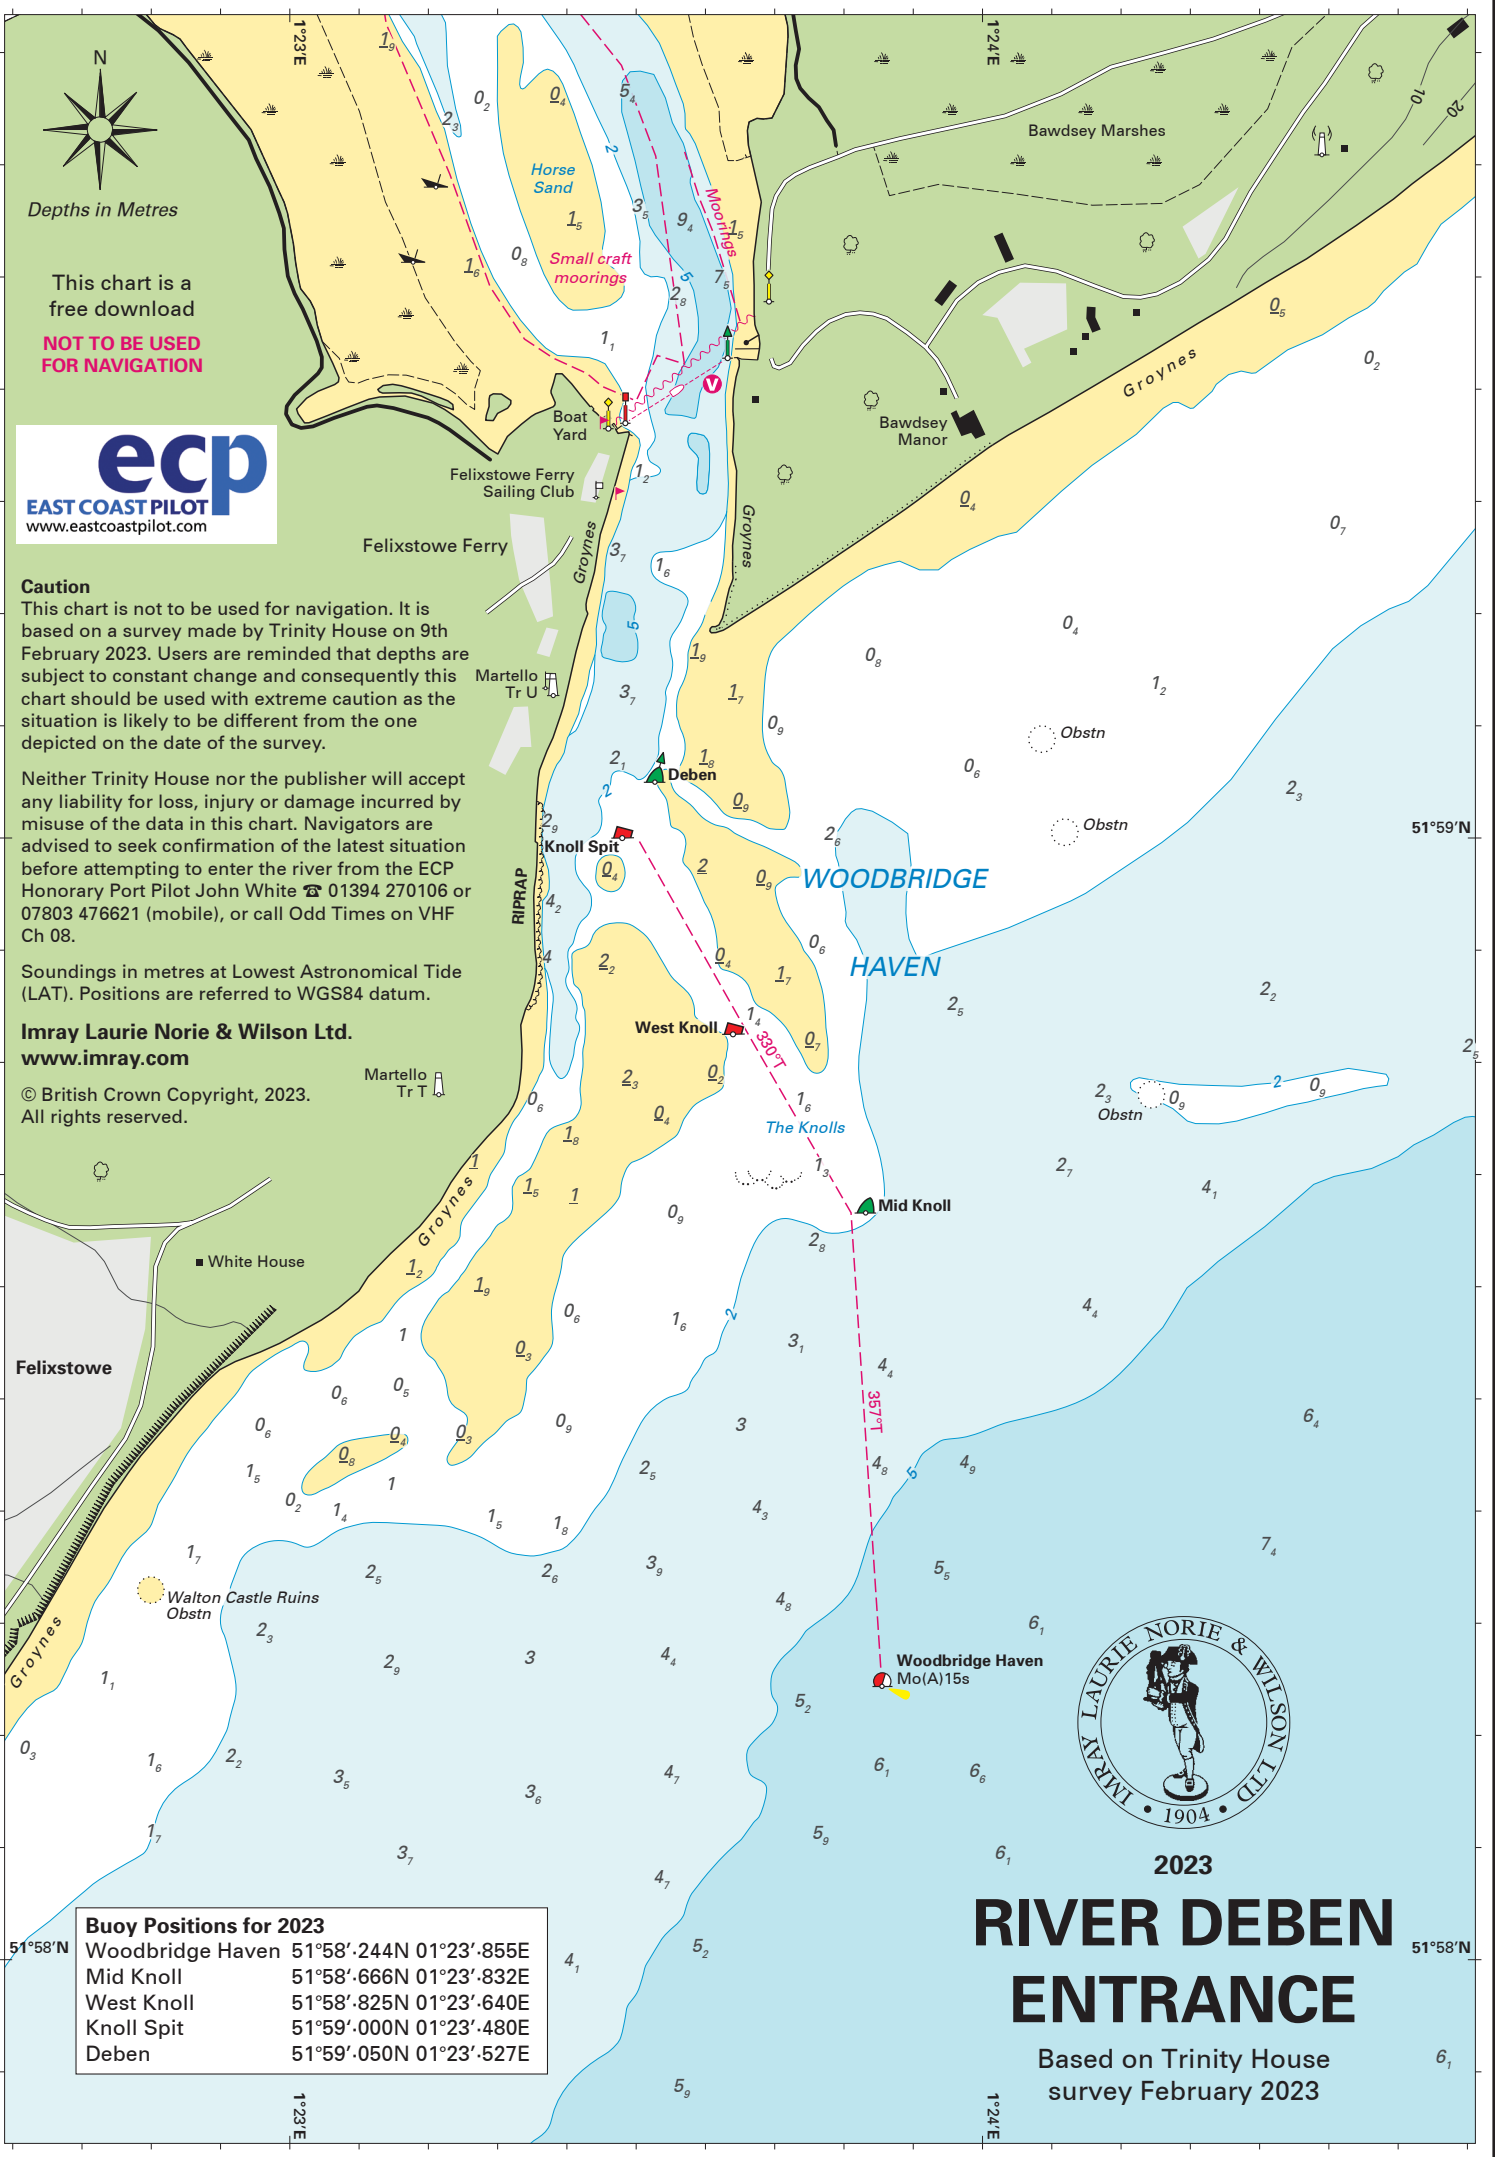 1°23'E
1°24'E
N
Depths in Metres
This chart is a
free download
NOT TO BE USED
FOR NAVIGATION
ecp
EAST COAST PILOT
www.eastcoastpilot.com
Caution
This chart is not to be used for navigation. It is
based on a survey made by Trinity House on 9th
February 2023. Users are reminded that depths are
subject to constant change and consequently this
chart should be used with extreme caution as the
situation is likely to be different from the one
depicted on the date of the survey.
Neither Trinity House nor the publisher will accept
any liability for loss, injury or damage incurred by
misuse of the data in this chart. Navigators are
advised to seek confirmation of the latest situation
before attempting to enter the river from the ECP
Honorary Port Pilot John White ☎ 01394 270106 or
07803 476621 (mobile), or call Odd Times on VHF
Ch 08.
Soundings in metres at Lowest Astronomical Tide
(LAT). Positions are referred to WGS84 datum.
Imray Laurie Norie & Wilson Ltd.
www.imray.com
© British Crown Copyright, 2023.
All rights reserved.
Horse
Sand
Small craft
moorings
Moorings
Bawdsey Marshes
10
20
Groynes
Bawdsey
Manor
V
Boat
Yard
Felixstowe Ferry
Sailing Club
Felixstowe Ferry
Groynes
Groynes
Martello
Tr U
Deben
Knoll Spit
RIPRAP
Obstn
Obstn
51°59'N
WOODBRIDGE
HAVEN
West Knoll
330°T
The Knolls
Obstn
Mid Knoll
Martello
Tr T
Groynes
White House
Felixstowe
357°T
Walton Castle Ruins
Obstn
Groynes
Woodbridge Haven
Mo(A)15s
IMRAY LAURIE NORIE & WILSON LTD
• 1904 •
2023
RIVER DEBEN
ENTRANCE
Based on Trinity House
survey February 2023
51°58'N
51°58'N
Buoy Positions for 2023
Woodbridge Haven 51°58'·244N 01°23'·855E
Mid Knoll 51°58'·666N 01°23'·832E
West Knoll 51°58'·825N 01°23'·640E
Knoll Spit 51°59'·000N 01°23'·480E
Deben 51°59'·050N 01°23'·527E
1°23'E
1°24'E